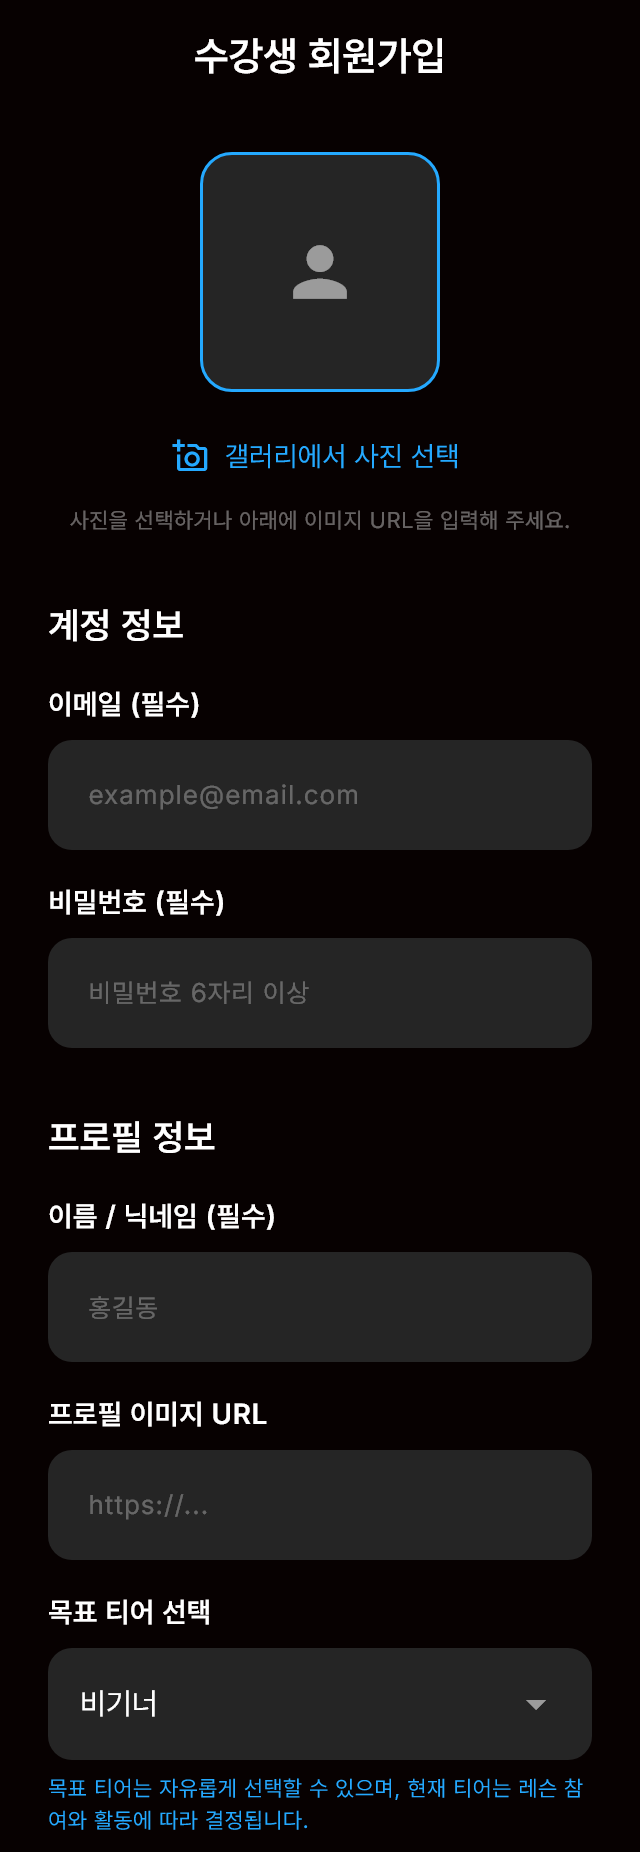 수강생 회원가입
갤러리에서 사진 선택
사진을 선택하거나 아래에 이미지 URL을 입력해 주세요.
계정 정보
이메일 (필수)
example@email.com
비밀번호 (필수)
비밀번호 6자리 이상
프로필 정보
이름 / 닉네임 (필수)
홍길동
프로필 이미지 URL
https://...
목표 티어 선택
비기너
목표 티어는 자유롭게 선택할 수 있으며, 현재 티어는 레슨 참
여와 활동에 따라 결정됩니다.